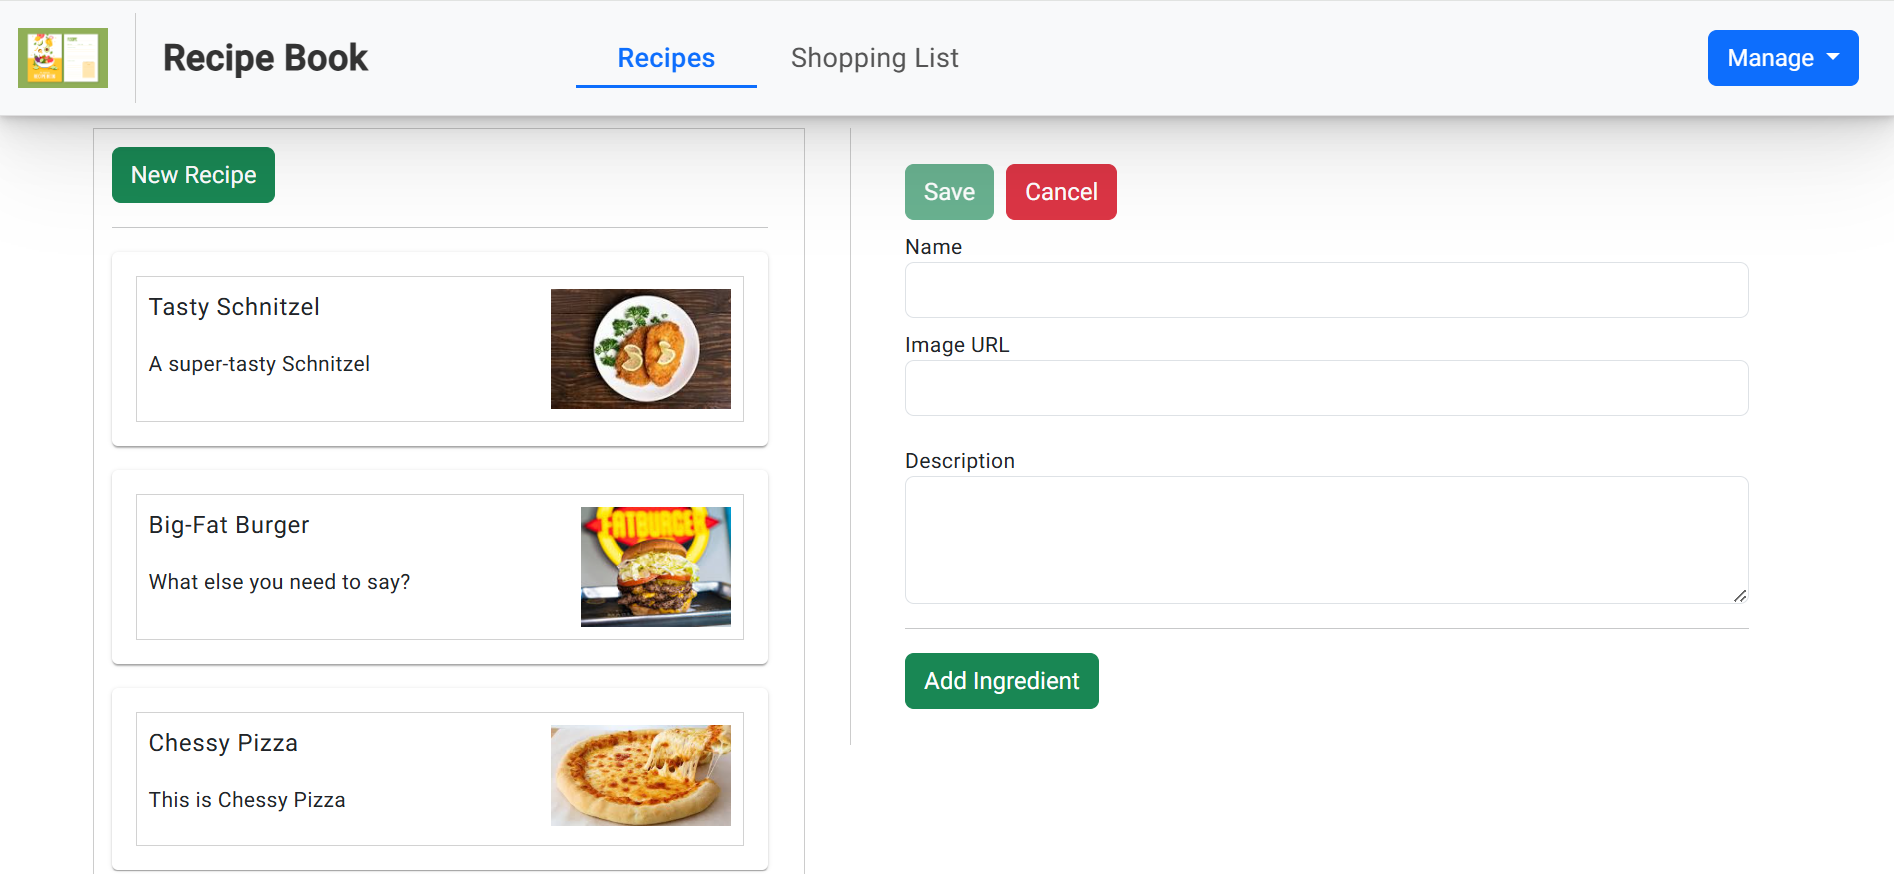 Recipe Book
Recipes
Shopping List
Manage
New Recipe
Tasty Schnitzel
A super-tasty Schnitzel
Big-Fat Burger
What else you need to say?
FATBURGER
Chessy Pizza
This is Chessy Pizza
Save
Cancel
Name
Image URL
Description
Add Ingredient